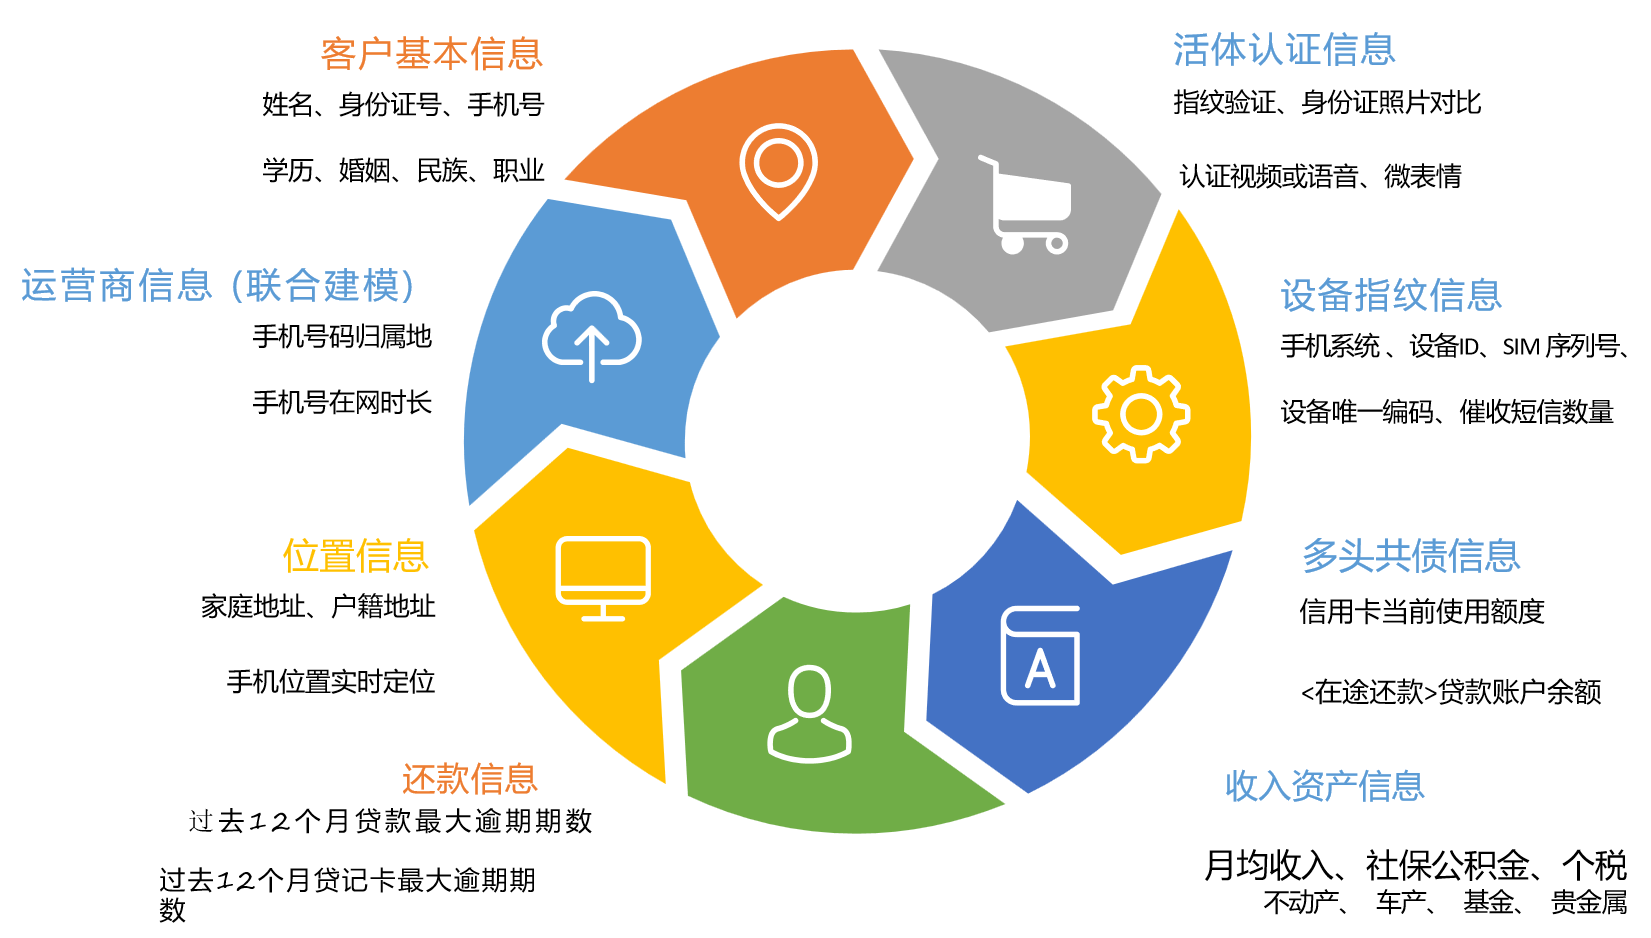 客户基本信息
姓名、身份证号、手机号
学历、婚姻、民族、职业
活体认证信息
指纹验证、身份证照片对比
认证视频或语音、微表情
运营商信息 (联合建模)
手机号码归属地
手机号在网时长
设备指纹信息
手机系统 、设备ID、SIM 序列号、
设备唯一编码、催收短信数量
位置信息
家庭地址、户籍地址
手机位置实时定位
多头共债信息
信用卡当前使用额度
<在途还款>贷款账户余额
还款信息
过去12个月贷款最大逾期期数
过去12个月贷记卡最大逾期期
数
收入资产信息
月均收入、社保公积金、个税
不动产、 车产、 基金、 贵金属
A